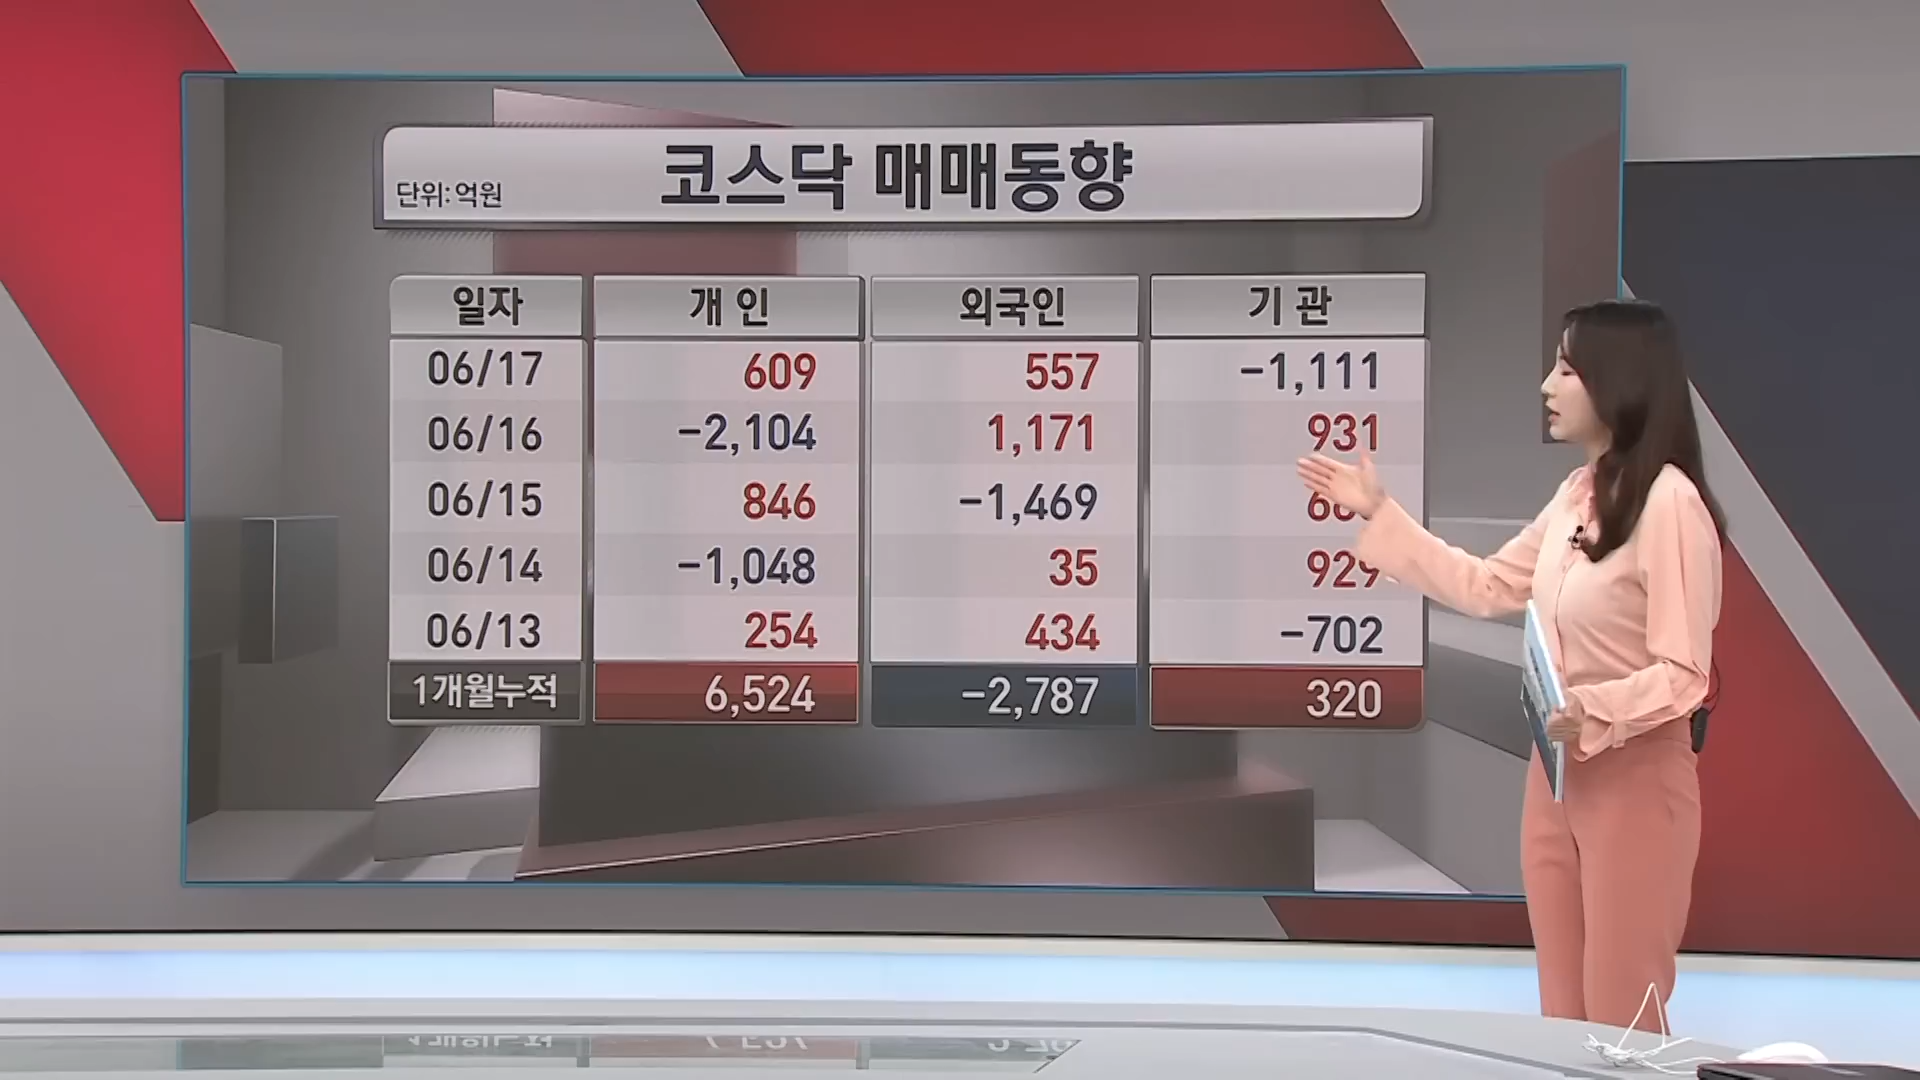 코스닥 매매동향
단위:억원
일자 개인 외국인 기관
06/17 609 557 -1,111
06/16 -2,104 1,171 931
06/15 846 -1,469
06/14 -1,048 35 929
06/13 254 434 -702
1개월누적 6,524 -2,787 320